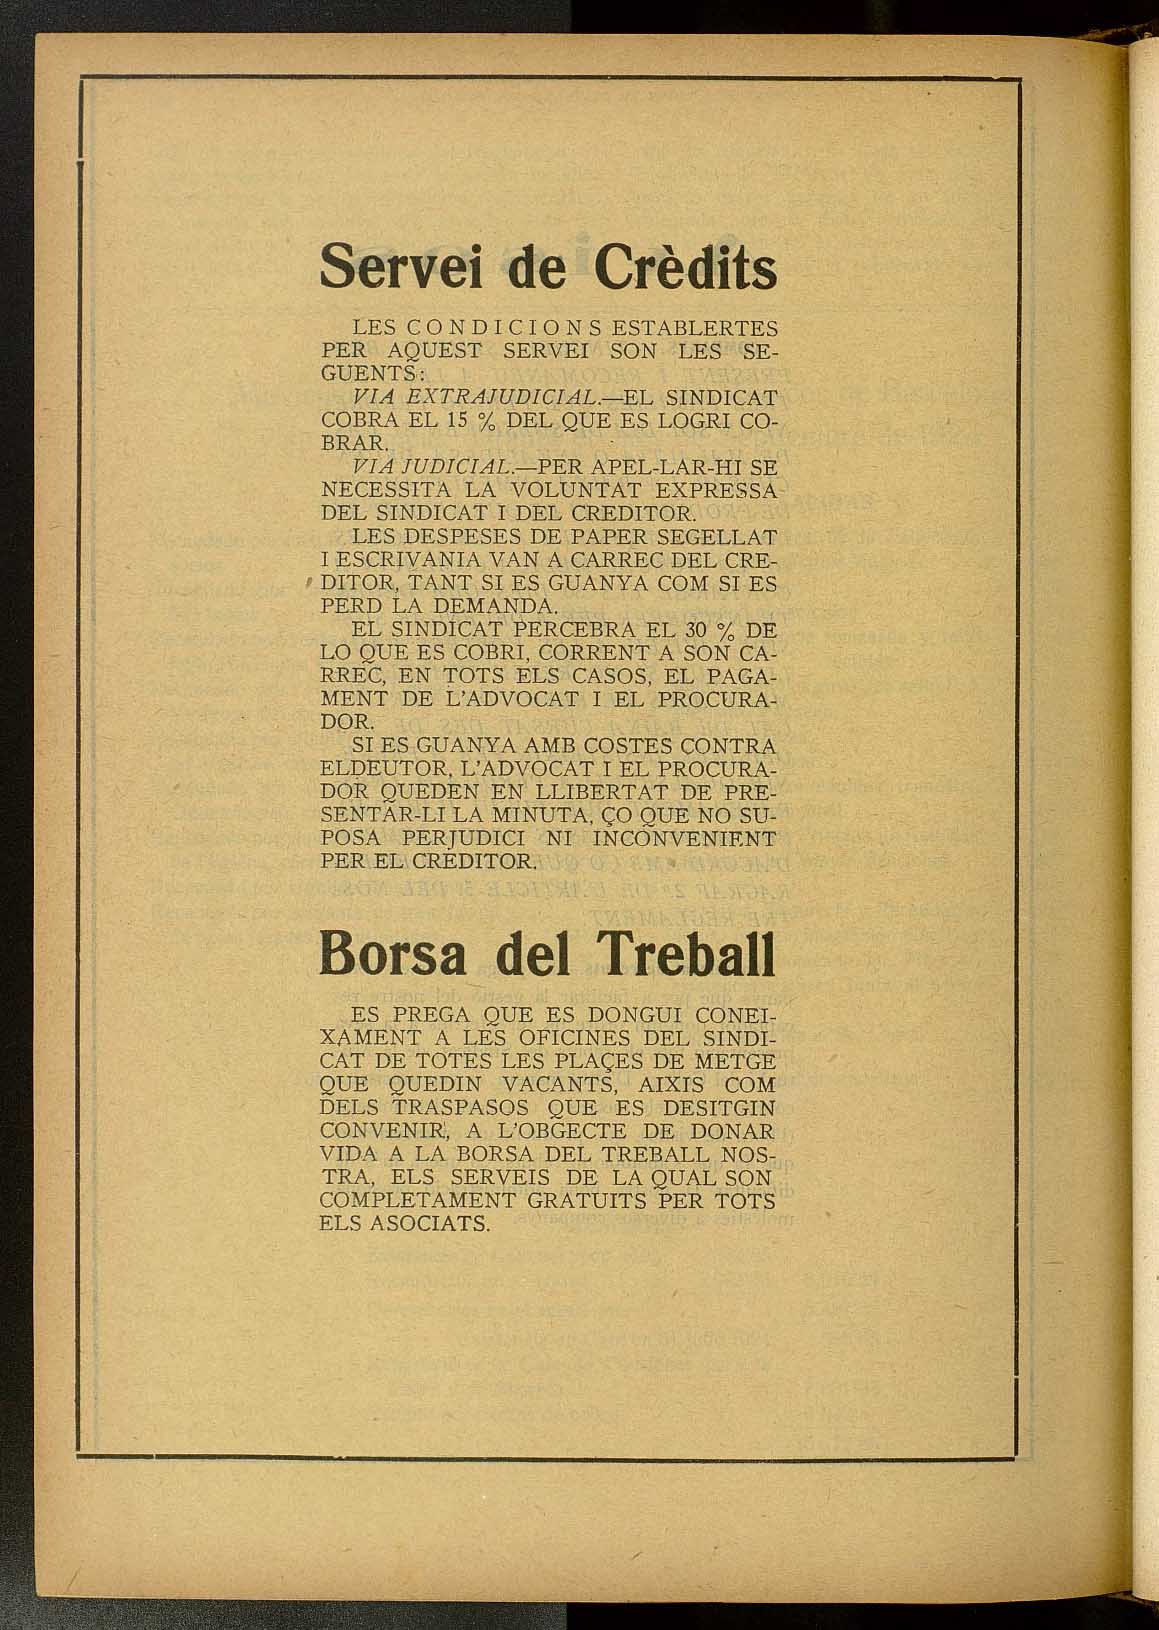 Servei de Crèdits
LES CONDICIONS ESTABLERTES
PER AQUEST SERVEI SON LES SE-
GUENTS:
VIA EXTRAJUDICIAL.—EL SINDICAT
COBRA EL 15 % DEL QUE ES LOGRI CO-
BRAR.
VIA JUDICIAL.—PER APEL-LAR-HI SE
NECESSITA LA VOLUNTAT EXPRESSA
DEL SINDICAT I DEL CREDITOR.
LES DESPESES DE PAPER SEGELLAT
I ESCRIVANIA VAN A CARREC DEL CRE-
DITOR, TANT SI ES GUANYA COM SI ES
PERD LA DEMANDA.
EL SINDICAT PERCEBRA EL 30 % DE
LO QUE ES COBRI, CORRENT A SON CA-
RREC, EN TOTS ELS CASOS, EL PAGA-
MENT DE L'ADVOCAT I EL PROCURA-
DOR.
SI ES GUANYA AMB COSTES CONTRA
ELDEUTOR, L'ADVOCAT I EL PROCURA-
DOR QUEDEN EN LLIBERTAT DE PRE-
SENTAR-LI LA MINUTA, ÇO QUE NO SU-
POSA PERJUDICI NI INCONVENIENT
PER EL CREDITOR.
Borsa del Treball
ES PREGA QUE ES DONGUI CONEI-
XAMENT A LES OFICINES DEL SINDI-
CAT DE TOTES LES PLAÇES DE METGE
QUE QUEDIN VACANTS, AIXIS COM
DELS TRASPASOS QUE ES DESITGIN
CONVENIR, A L'OBGECTE DE DONAR
VIDA A LA BORSA DEL TREBALL NOS-
TRA, ELS SERVEIS DE LA QUAL SON
COMPLETAMENT GRATUITS PER TOTS
ELS ASOCIATS.